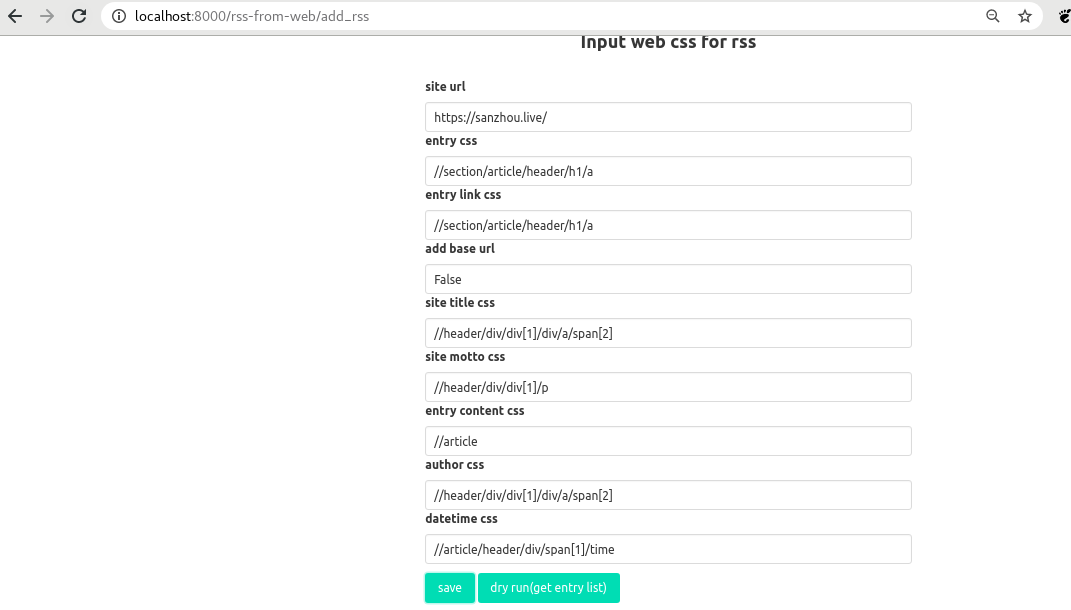 localhost:8000/rss-from-web/add_rss
Input web css for rss
site url
https://sanzhou.live/
entry css
//section/article/header/h1/a
entry link css
//section/article/header/h1/a
add base url
False
site title css
//header/div/div[1]/div/a/span[2]
site motto css
//header/div/div[1]/p
entry content css
//article
author css
//header/div/div[1]/div/a/span[2]
datetime css
//article/header/div/span[1]/time
save dry run(get entry list)